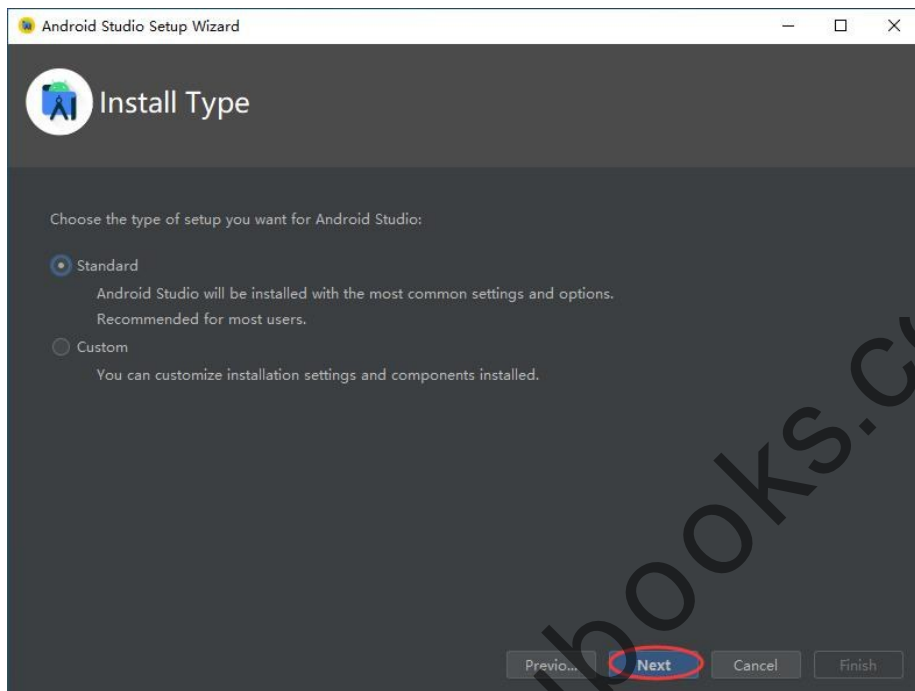 Android Studio Setup Wizard
Install Type
Choose the type of setup you want for Android Studio:
Standard
Android Studio will be installed with the most common settings and options.
Recommended for most users.
Custom
You can customize installation settings and components installed.
Previo...
Next
Cancel
Finish